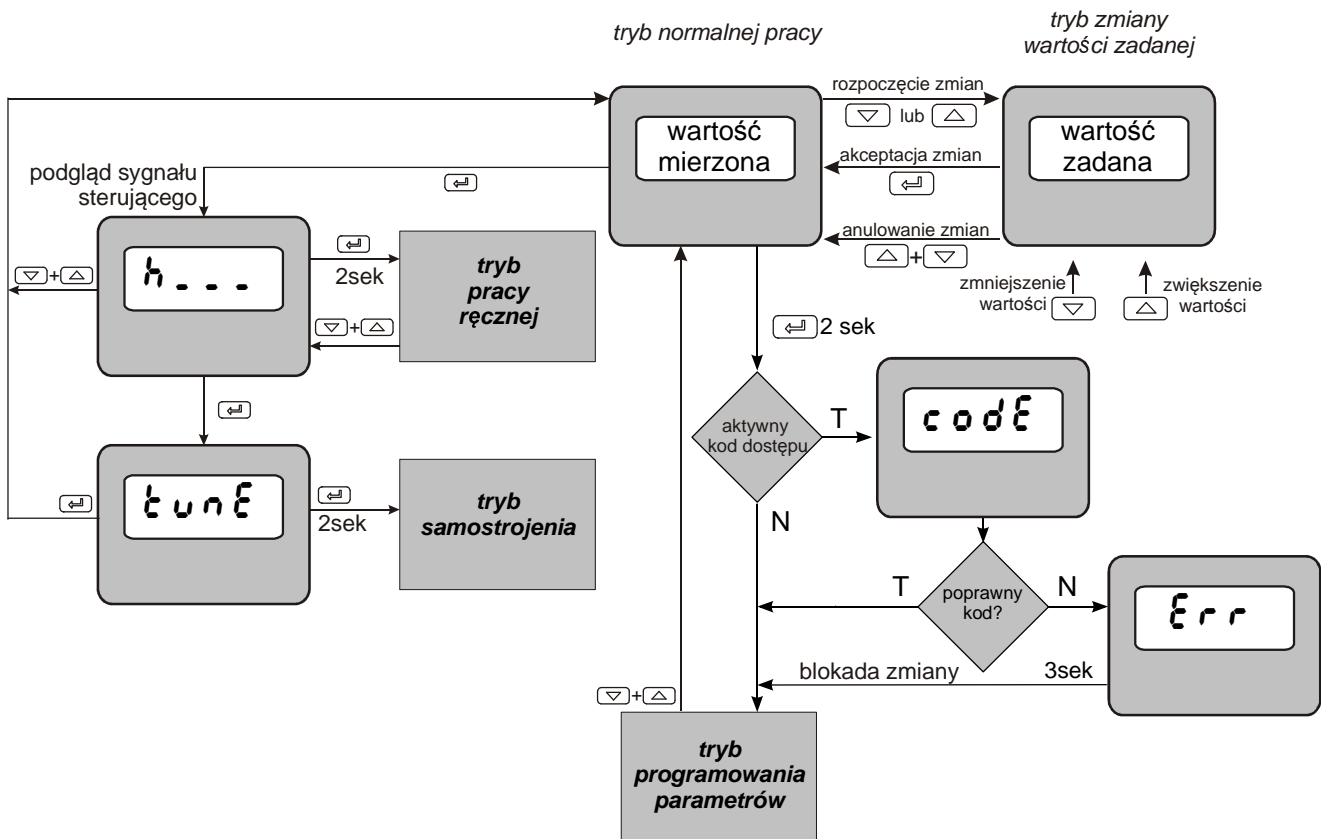 tryb normalnej pracy
tryb zmiany
wartości zadanej
wartość
mierzona
rozpoczęcie zmian
lub
akceptacja zmian
anulowanie zmian
wartość
zadana
zmniejszenie
wartości
zwiększenie
wartości
podgląd sygnału
sterującego
h - - -
2sek
tryb
pracy
ręcznej
+
+
+
tunE
2sek
tryb
samostrojenia
2 sek
aktywny
kod dostępu
T
N
codE
poprawny
kod?
T
N
Err
blokada zmiany
3sek
+
tryb
programowania
parametrów